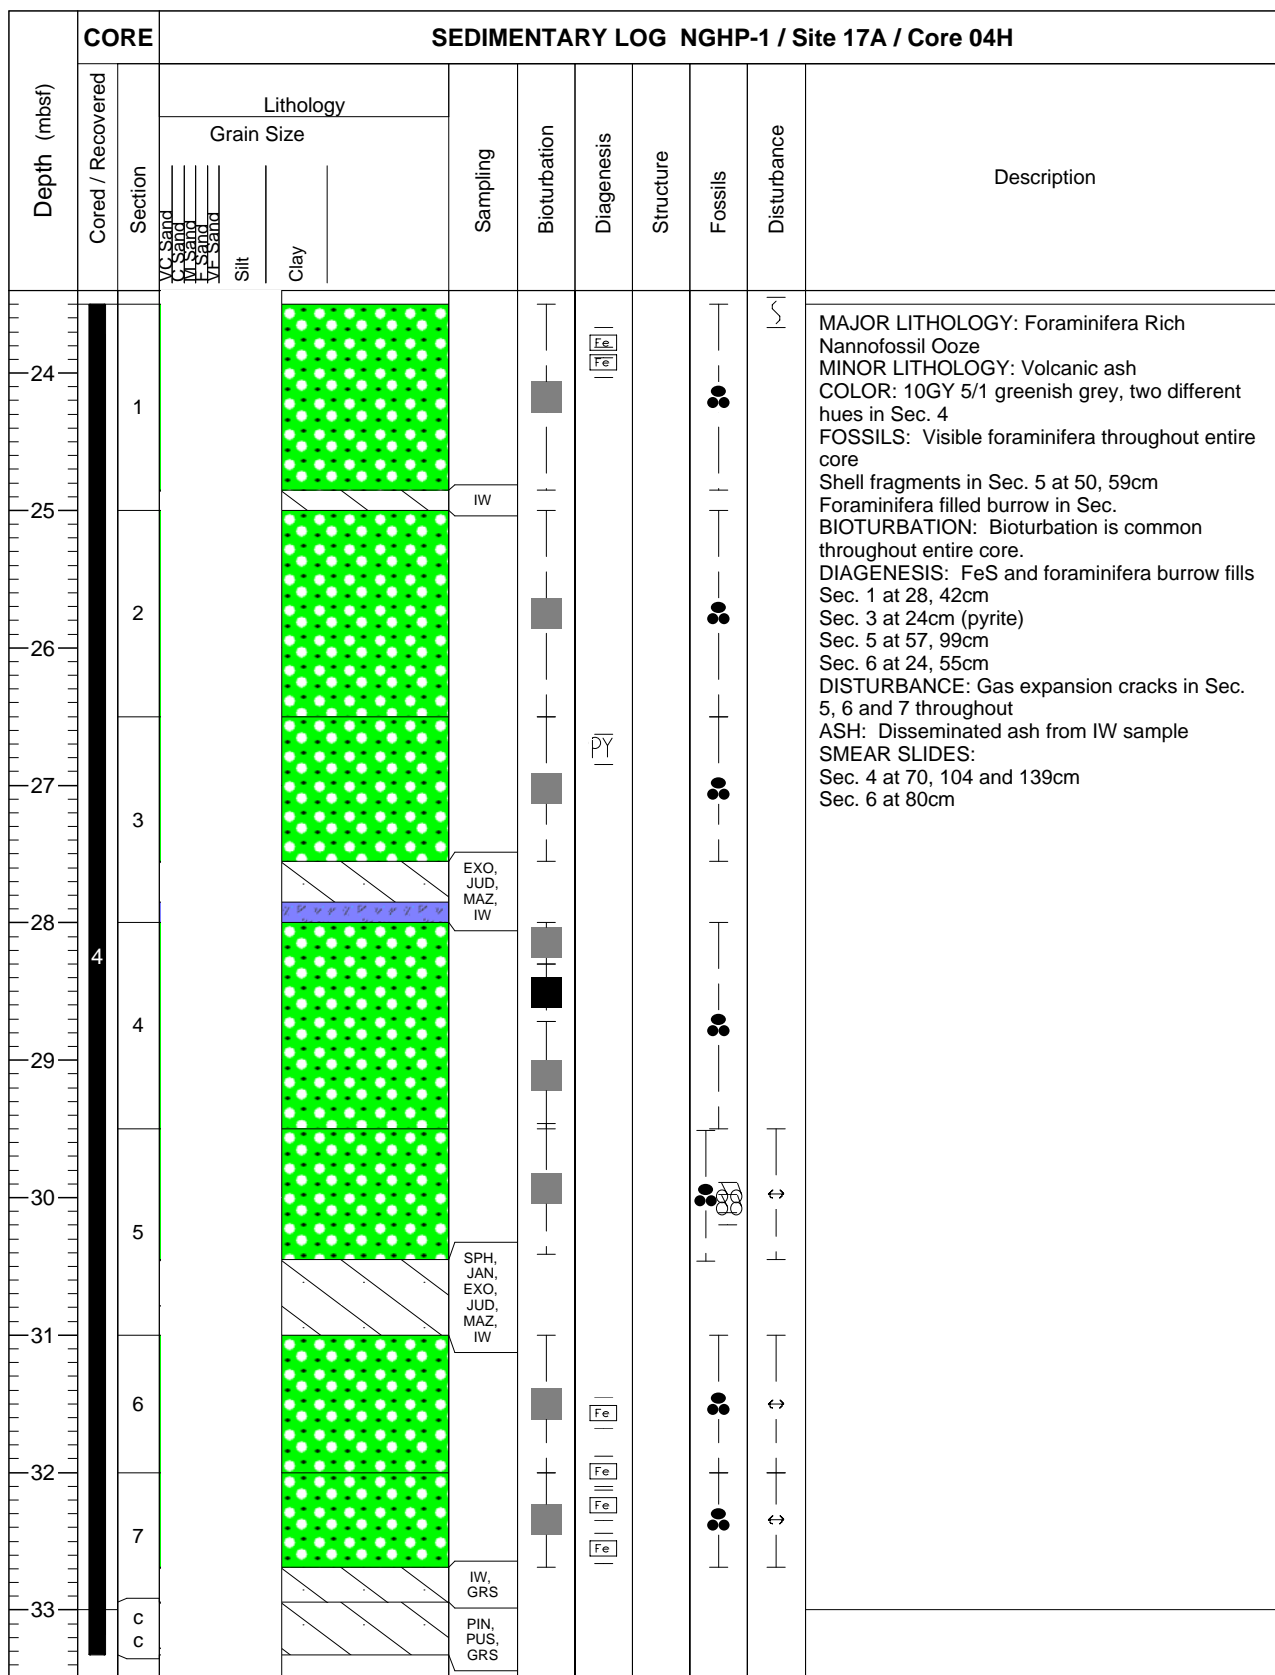 CORE
SEDIMENTARY LOG NGHP-1 / Site 17A / Core 04H
Depth (mbsf)
Cored / Recovered
Section
Lithology
Grain Size
VC Sand
C Sand
M Sand
F Sand
VF Sand
Silt
Clay
Sampling
Bioturbation
Diagenesis
Structure
Fossils
Disturbance
Description
MAJOR LITHOLOGY: Foraminifera Rich
Nannofossil Ooze
MINOR LITHOLOGY: Volcanic ash
COLOR: 10GY 5/1 greenish grey, two different
hues in Sec. 4
FOSSILS: Visible foraminifera throughout entire
core
Shell fragments in Sec. 5 at 50, 59cm
Foraminifera filled burrow in Sec.
BIOTURBATION: Bioturbation is common
throughout entire core.
DIAGENESIS: FeS and foraminifera burrow fills
Sec. 1 at 28, 42cm
Sec. 3 at 24cm (pyrite)
Sec. 5 at 57, 99cm
Sec. 6 at 24, 55cm
DISTURBANCE: Gas expansion cracks in Sec.
5, 6 and 7 throughout
ASH: Disseminated ash from IW sample
SMEAR SLIDES:
Sec. 4 at 70, 104 and 139cm
Sec. 6 at 80cm
Fe
Fe
24
1
IW
25
2
26
PY
27
3
EXO,
JUD,
MAZ,
IW
28
4
4
29
30
5
SPH,
JAN,
EXO,
JUD,
MAZ,
IW
31
6
Fe
32
Fe
Fe
7
Fe
IW,
GRS
33
C
C
PIN,
PUS,
GRS